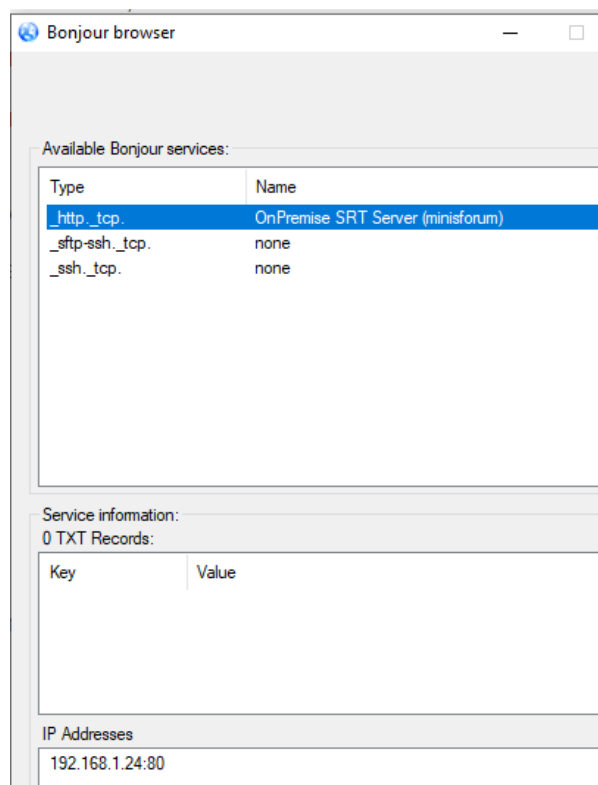 Bonjour browser
Available Bonjour services:
Type Name
_http._tcp. OnPremise SRT Server (minisforum)
_sftp-ssh._tcp. none
_ssh._tcp. none
Service information:
0 TXT Records:
Key Value
IP Addresses
192.168.1.24:80